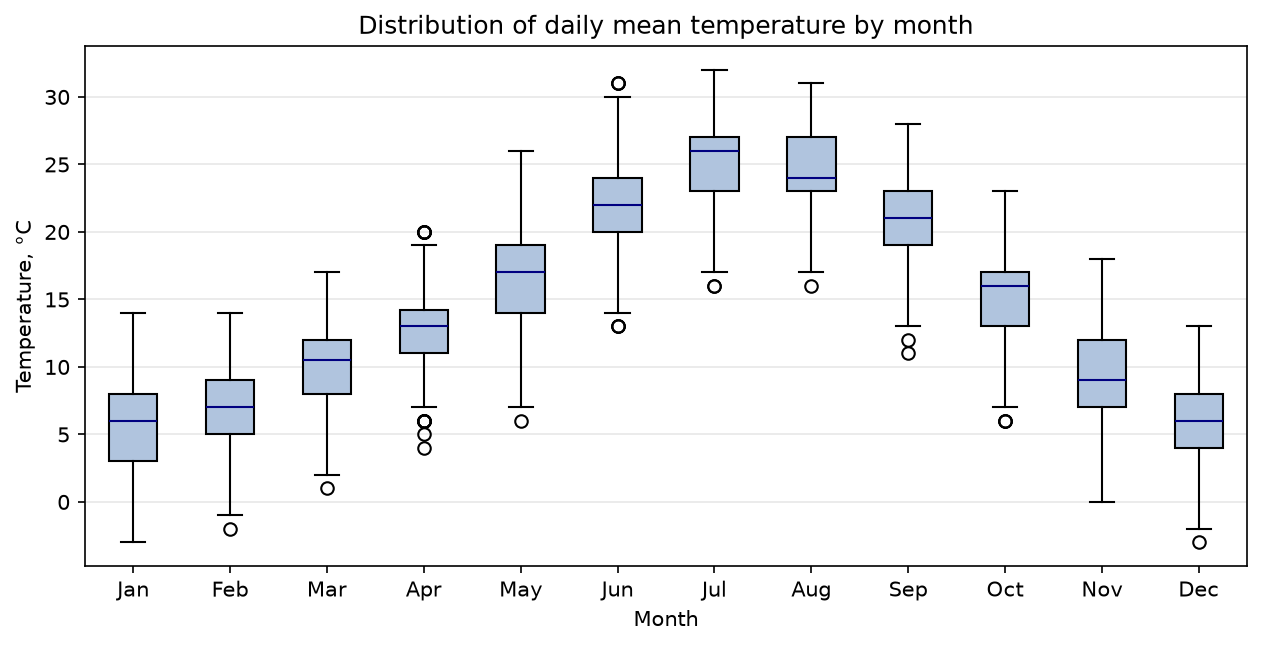 Distribution of daily mean temperature by month
Temperature, °C
30
25
20
15
10
5
0
Jan Feb Mar Apr May Jun Jul Aug Sep Oct Nov Dec
Month